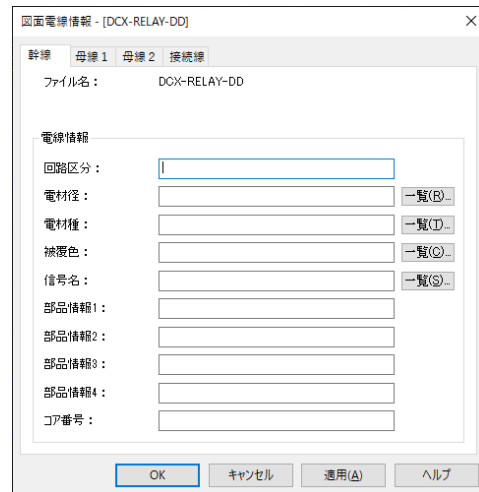 図面電線情報 - [DCX-RELAY-DD]
幹線 母線1 母線2 接続線
ファイル名： DCX-RELAY-DD
電線情報
回路区分：
電材径： 一覧(R)...
電材種： 一覧(T)...
被覆色： 一覧(C)...
信号名： 一覧(S)...
部品情報1：
部品情報2：
部品情報3：
部品情報4：
コア番号：
OK キャンセル 適用(A) ヘルプ